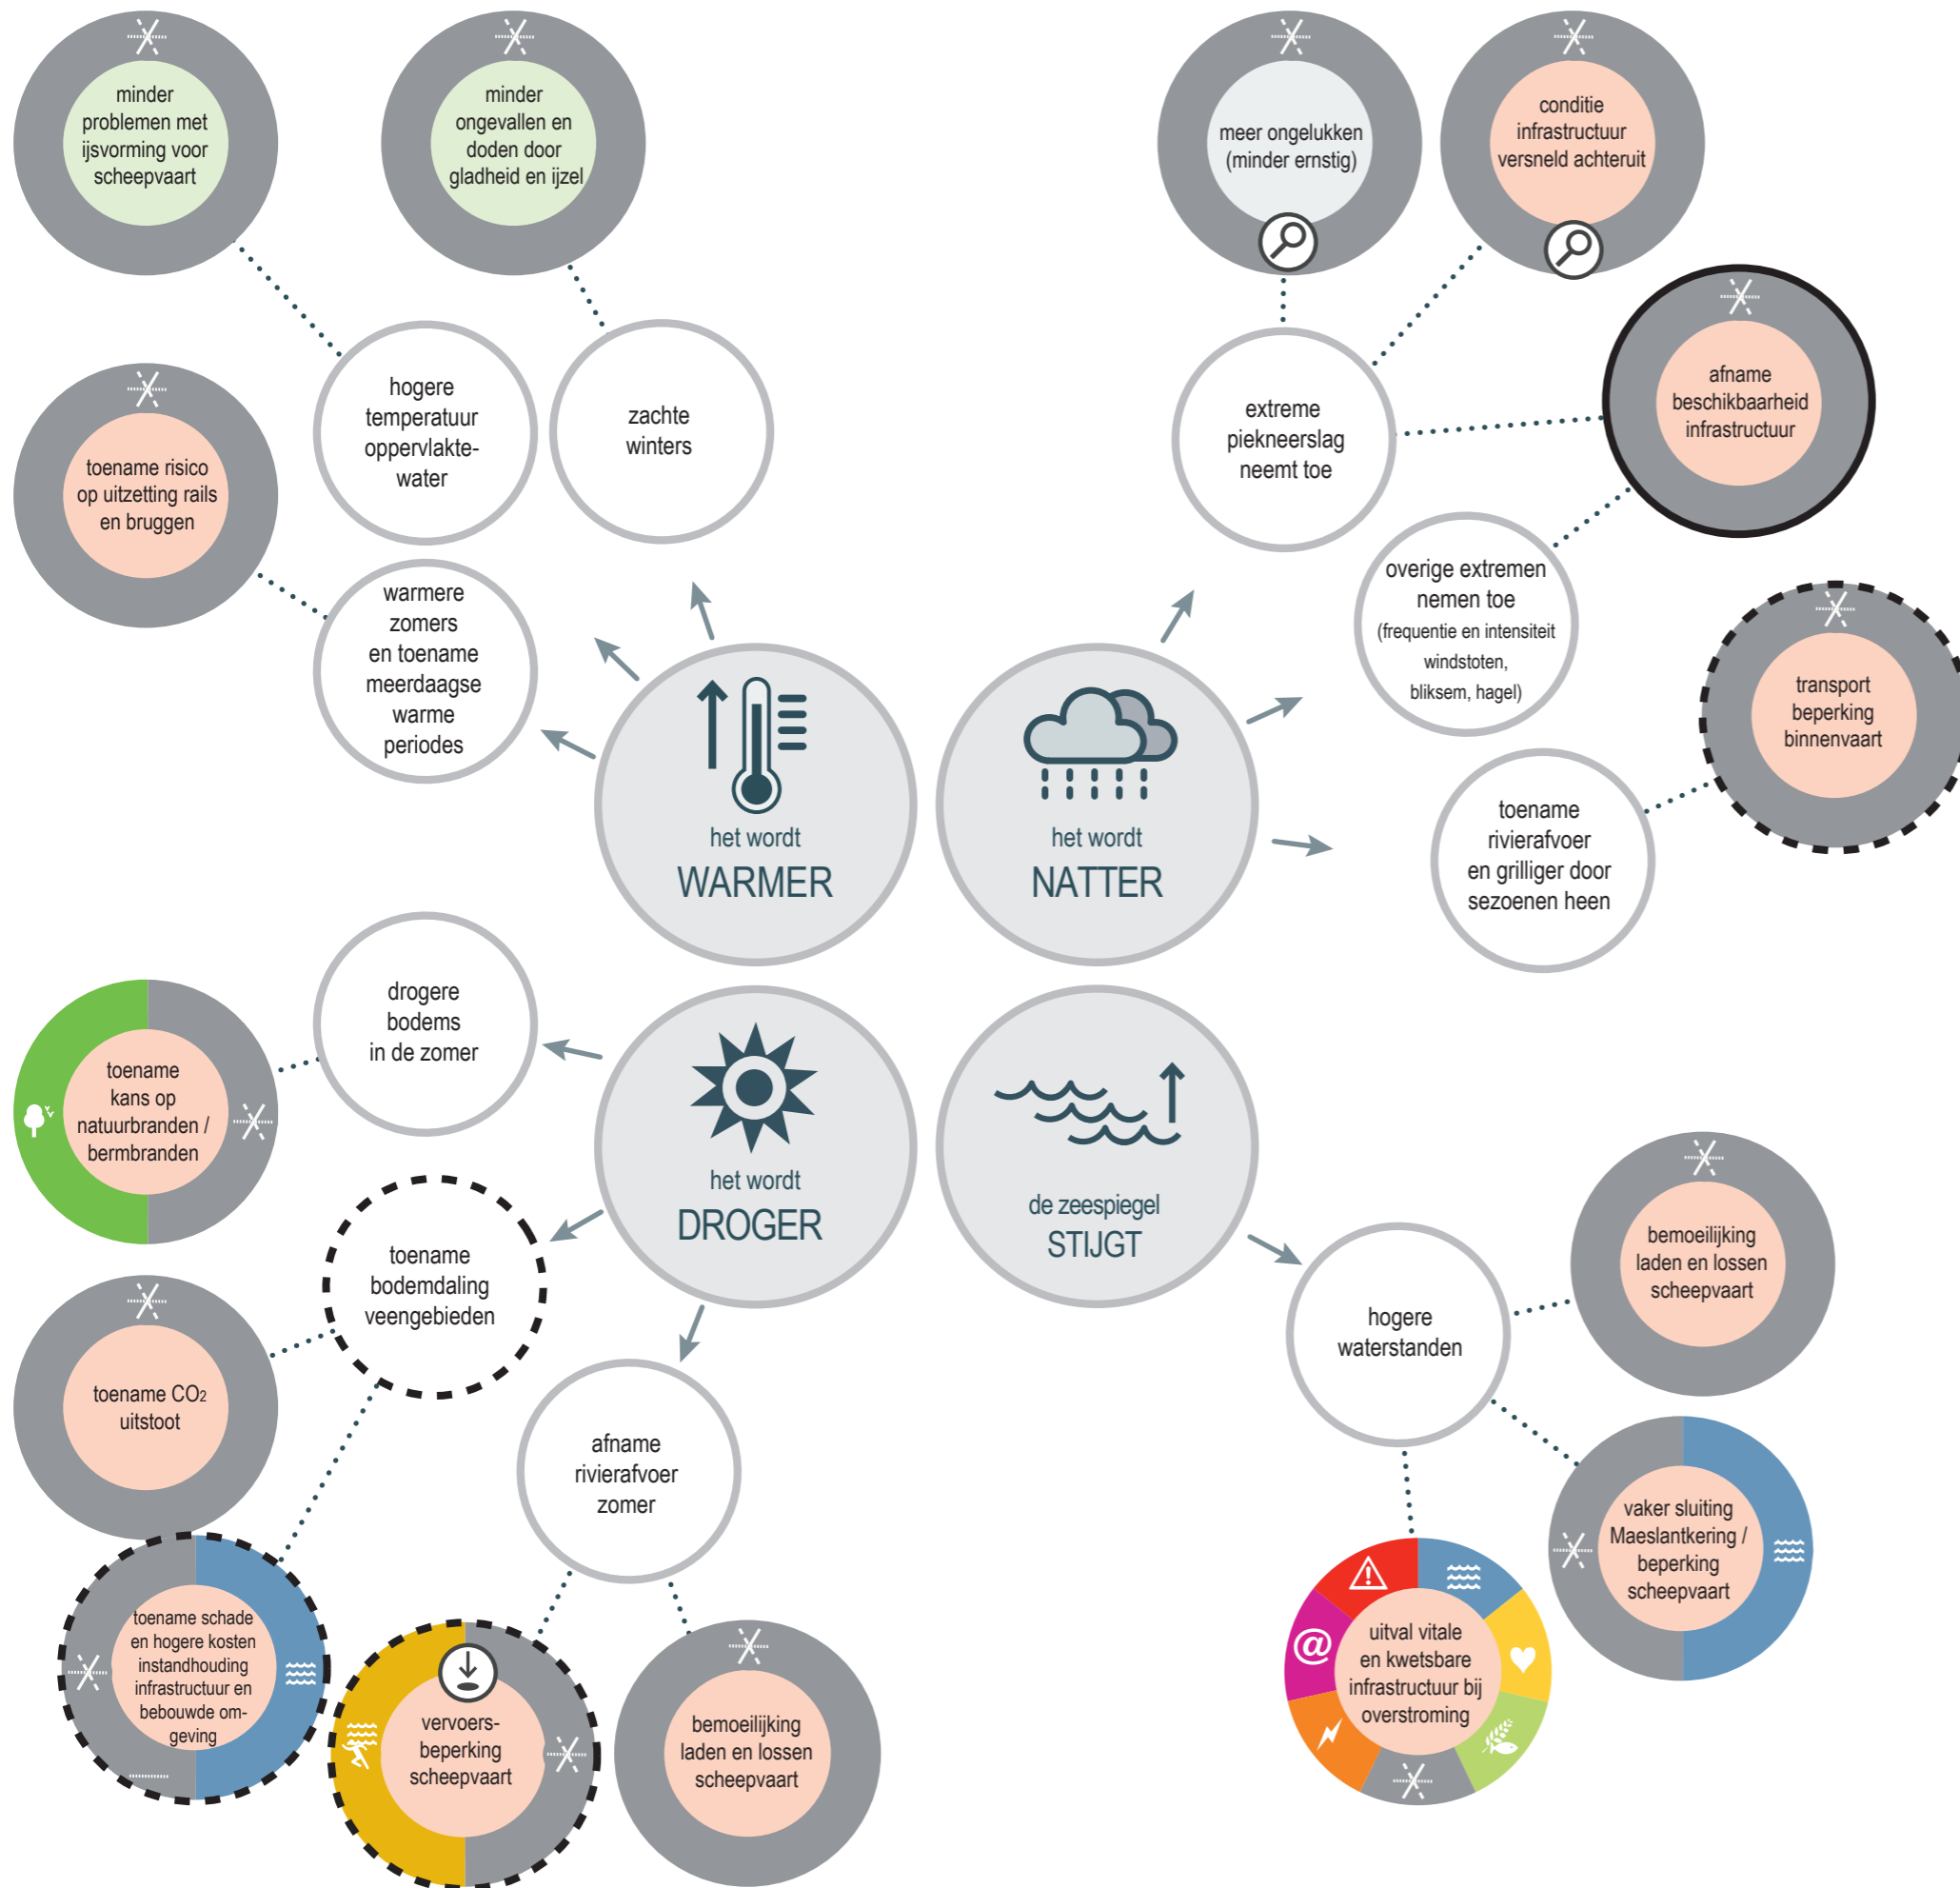 minder
problemen met
ijsvorming voor
scheepvaart
minder
ongevallen en
doden door
gladheid en ijzel
meer ongelukken
(minder ernstig)
conditie
infrastructuur
versneld achteruit
afname
beschikbaarheid
infrastructuur
toename risico
op uitzetting rails
en bruggen
hogere
temperatuur
oppervlakte-
water
zachte
winters
extreme
piekneerslag
neemt toe
overige extremen
nemen toe
(frequentie en intensiteit
windstoten,
bliksem, hagel)
transport
beperking
binnenvaart
warmere
zomers
en toename
meerdaagse
warme
periodes
het wordt
WARMER
het wordt
NATTER
toename
rivierafvoer
en grilliger door
sezoenen heen
drogere
bodems
in de zomer
toename
kans op
natuurbranden /
bermbranden
het wordt
DROGER
de zeespiegel
STIJGT
toename
bodemdaling
veengebieden
hogere
waterstanden
bemoeilijking
laden en lossen
scheepvaart
toename CO2
uitstoot
afname
rivierafvoer
zomer
vaker sluiting
Maeslantkering /
beperking
scheepvaart
toename schade
en hogere kosten
instandhouding
infrastructuur en
bebouwde om-
geving
vervoers-
beperking
scheepvaart
bemoeilijking
laden en lossen
scheepvaart
@
uitval vitale
en kwetsbare
infrastructuur bij
overstroming